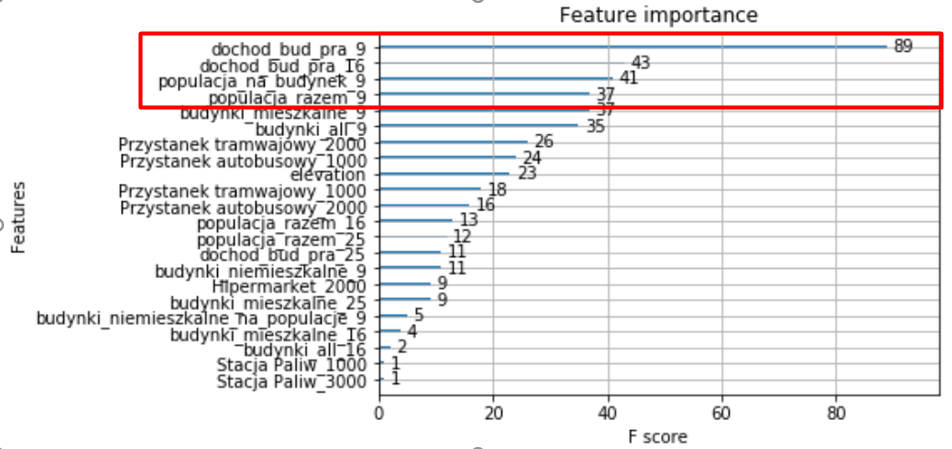 Feature importance
dochod_bud_pra_9 89
dochod_bud_pra_16 43
populacja_na_budynek_9 41
populacja_razem_9 37
budynki_mieszkalne_9 37
budynki_all_9 35
Przystanek tramwajowy_2000 26
Przystanek autobusowy_1000 24
elevation 23
Przystanek tramwajowy_1000 18
Przystanek autobusowy_2000 16
populacja_razem_16 13
populacja_razem_25 12
dochod_bud_pra_25 11
budynki_niemieszkalne_9 11
Hipermarket_2000 9
budynki_mieszkalne_25 9
budynki_niemieszkalne_na_populacje_9 5
budynki_mieszkalne_16 4
budynki_all_16 2
Stacja Paliw_1000 1
Stacja Paliw_3000 1
Features
0 20 40 60 80
F score